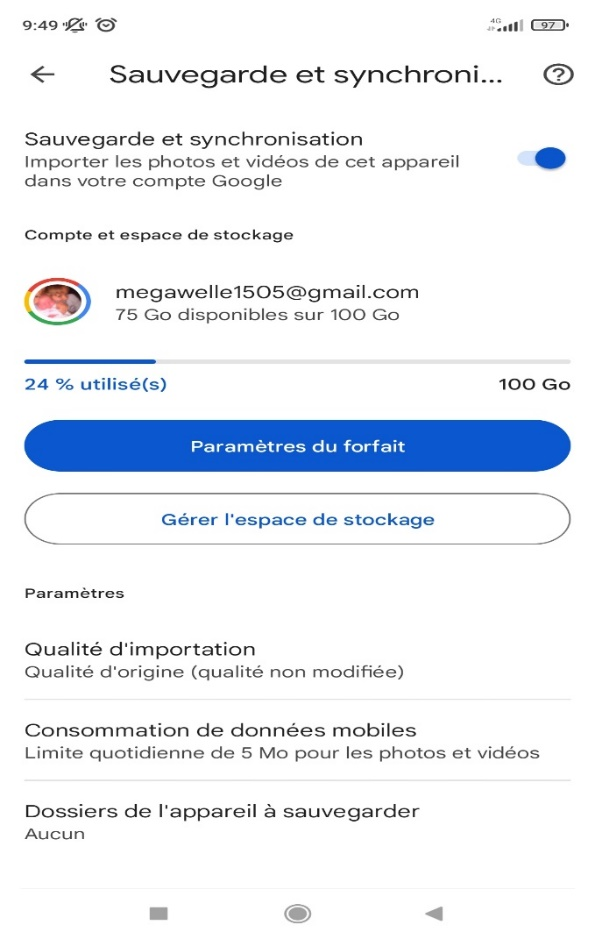 9:49
4G
97
Sauvegarde et synchroni...
Sauvegarde et synchronisation
Importer les photos et vidéos de cet appareil
dans votre compte Google
Compte et espace de stockage
megawelle1505@gmail.com
75 Go disponibles sur 100 Go
24 % utilisé(s)
100 Go
Paramètres du forfait
Gérer l'espace de stockage
Paramètres
Qualité d'importation
Qualité d'origine (qualité non modifiée)
Consommation de données mobiles
Limite quotidienne de 5 Mo pour les photos et vidéos
Dossiers de l'appareil à sauvegarder
Aucun